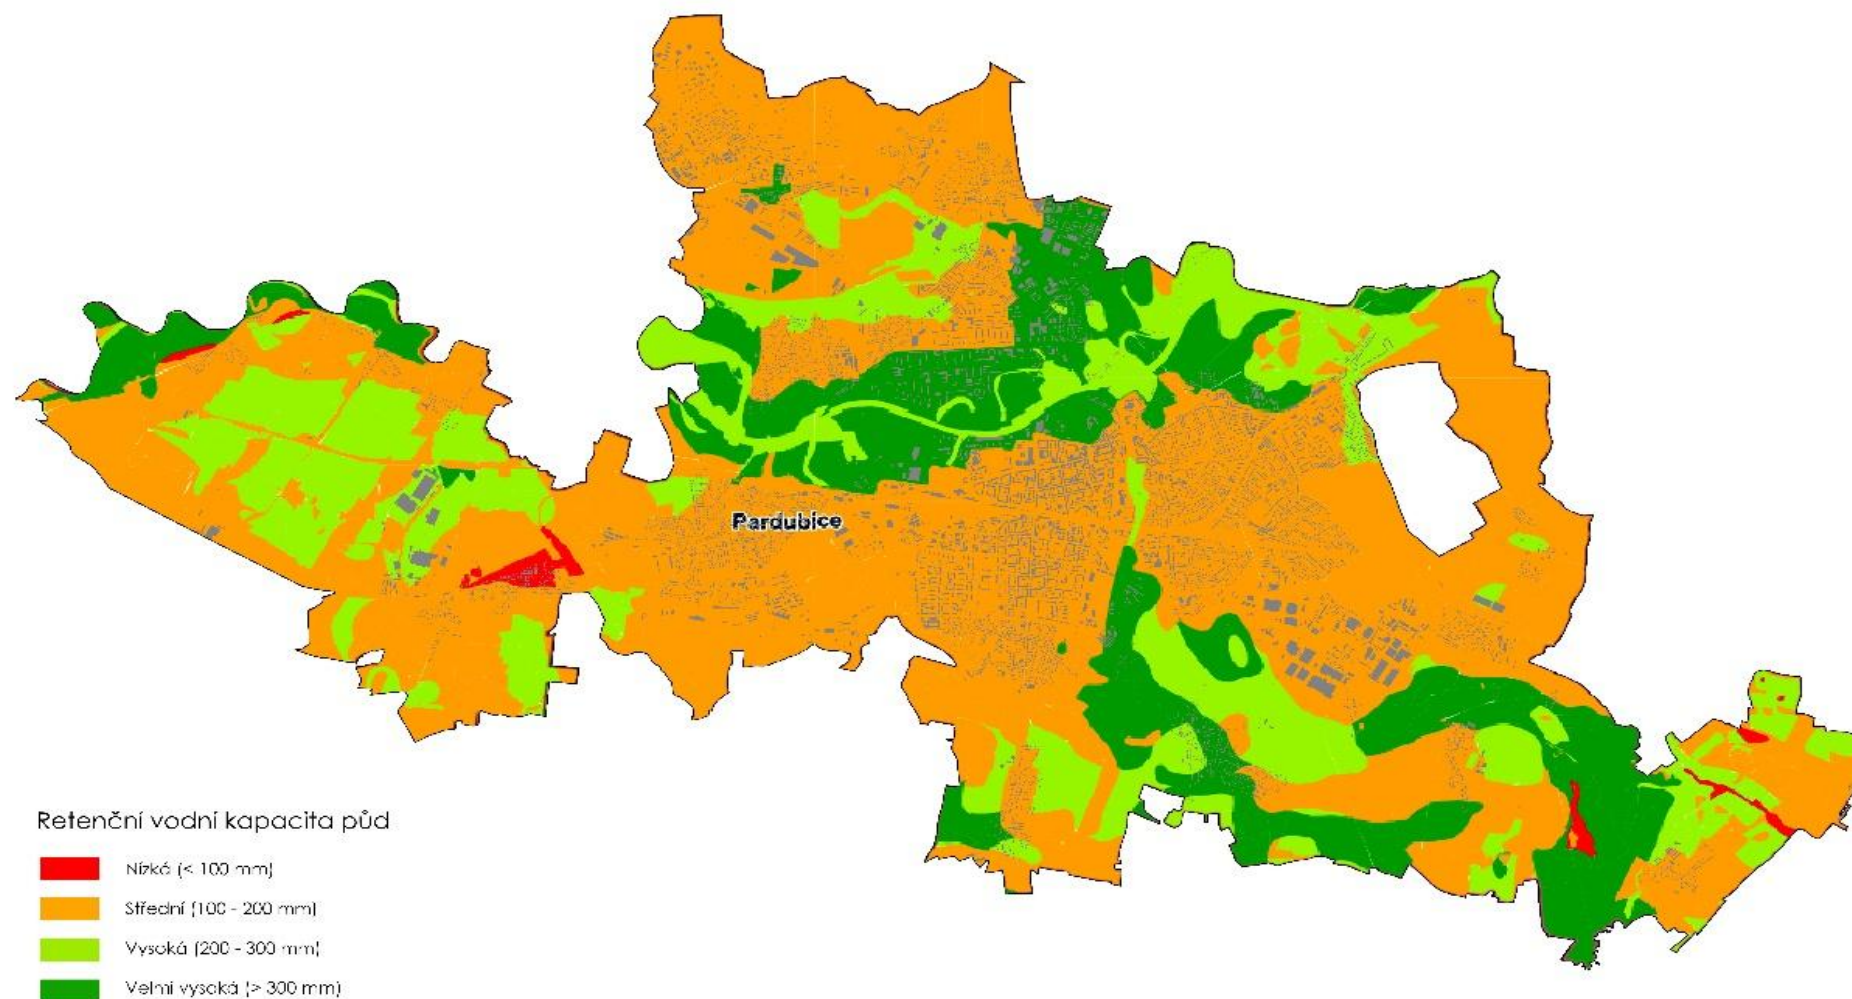 Pardubice
Retenční vodní kapacita půd
Nízká (< 100 mm)
Střední (100 - 200 mm)
Vysoká (200 - 300 mm)
Velmi vysoká (> 300 mm)